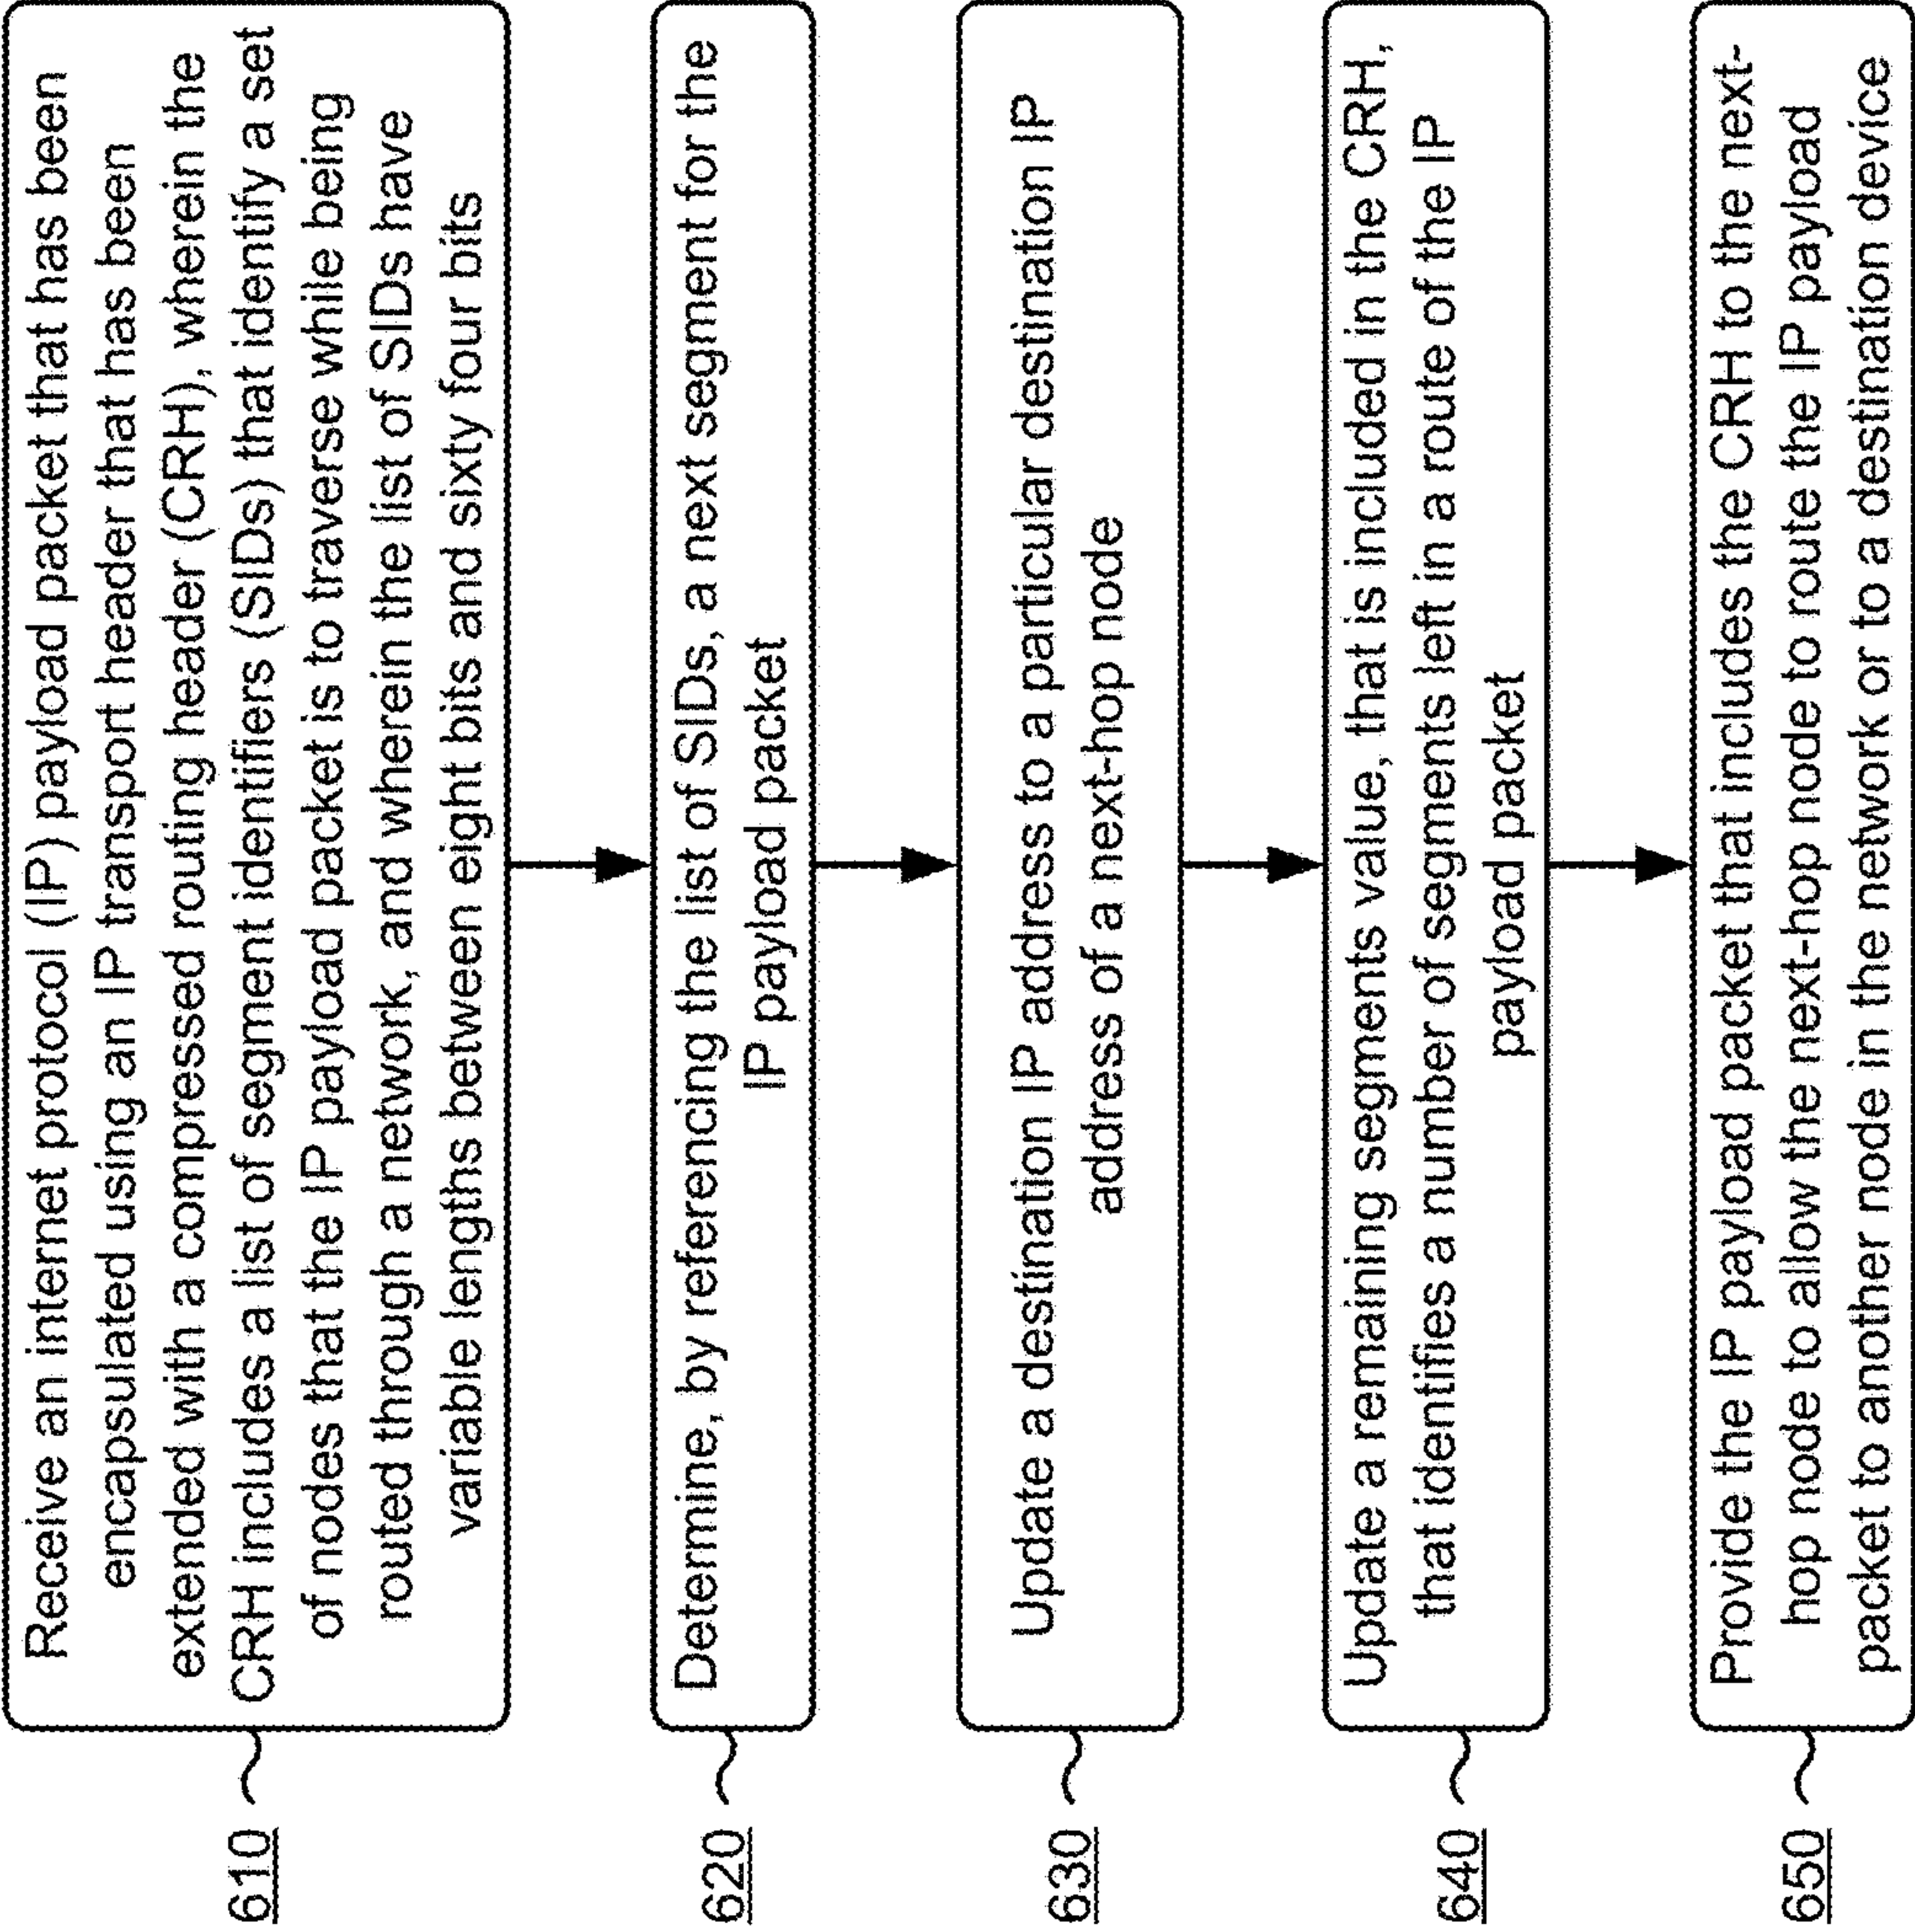 610
Receive an internet protocol (IP) payload packet that has been
encapsulated using an IP transport header that has been
extended with a compressed routing header (CRH), wherein the
CRH includes a list of segment identifiers (SIDs) that identify a set
of nodes that the IP payload packet is to traverse while being
routed through a network, and wherein the list of SIDs have
variable lengths between eight bits and sixty four bits
620
Determine, by referencing the list of SIDs, a next segment for the
IP payload packet
630
Update a destination IP address to a particular destination IP
address of a next-hop node
640
Update a remaining segments value, that is included in the CRH,
that identifies a number of segments left in a route of the IP
payload packet
650
Provide the IP payload packet that includes the CRH to the next-
hop node to allow the next-hop node to route the IP payload
packet to another node in the network or to a destination device